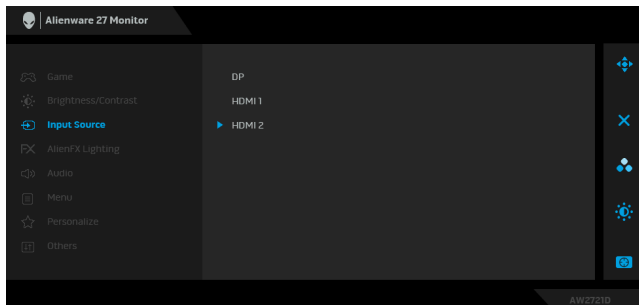 Alienware 27 Monitor
Game
Brightness/Contrast
Input Source
FX AlienFX Lighting
Audio
Menu
Personalize
Others
DP
HDMI 1
HDMI 2
AW2721D